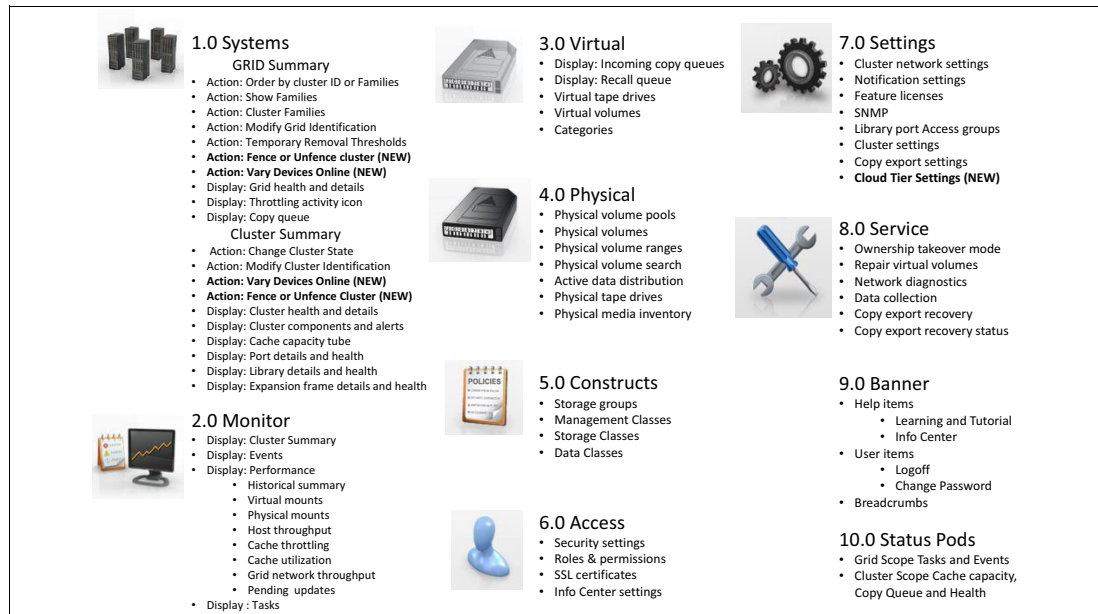 1.0 Systems
GRID Summary
• Action: Order by cluster ID or Families
• Action: Show Families
• Action: Cluster Families
• Action: Modify Grid Identification
• Action: Temporary Removal Thresholds
• Action: Fence or Unfence cluster (NEW)
• Action: Vary Devices Online (NEW)
• Display: Grid health and details
• Display: Throttling activity icon
• Display: Copy queue
Cluster Summary
• Action: Change Cluster State
• Action: Modify Cluster Identification
• Action: Vary Devices Online (NEW)
• Action: Fence or Unfence Cluster (NEW)
• Display: Cluster health and details
• Display: Cluster components and alerts
• Display: Cache capacity tube
• Display: Port details and health
• Display: Library details and health
• Display: Expansion frame details and health
2.0 Monitor
• Display: Cluster Summary
• Display: Events
• Display: Performance
• Historical summary
• Virtual mounts
• Physical mounts
• Host throughput
• Cache throttling
• Cache utilization
• Grid network throughput
• Pending updates
• Display : Tasks
3.0 Virtual
• Display: Incoming copy queues
• Display: Recall queue
• Virtual tape drives
• Virtual volumes
• Categories
4.0 Physical
• Physical volume pools
• Physical volumes
• Physical volume ranges
• Physical volume search
• Active data distribution
• Physical tape drives
• Physical media inventory
POLICIES
5.0 Constructs
• Storage groups
• Management Classes
• Storage Classes
• Data Classes
6.0 Access
• Security settings
• Roles & permissions
• SSL certificates
• Info Center settings
7.0 Settings
• Cluster network settings
• Notification settings
• Feature licenses
• SNMP
• Library port Access groups
• Cluster settings
• Copy export settings
• Cloud Tier Settings (NEW)
8.0 Service
• Ownership takeover mode
• Repair virtual volumes
• Network diagnostics
• Data collection
• Copy export recovery
• Copy export recovery status
9.0 Banner
• Help items
• Learning and Tutorial
• Info Center
• User items
• Logoff
• Change Password
• Breadcrumbs
10.0 Status Pods
• Grid Scope Tasks and Events
• Cluster Scope Cache capacity,
Copy Queue and Health